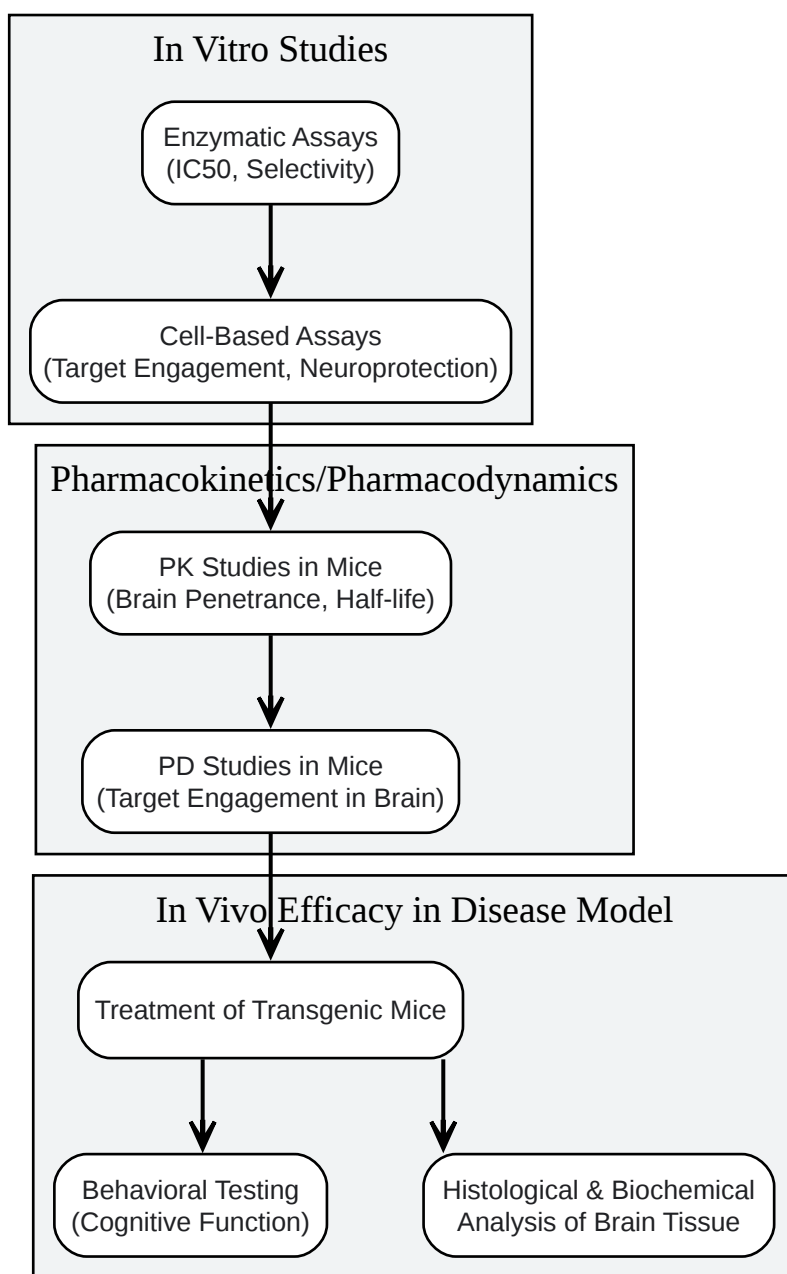 In Vitro Studies
Enzymatic Assays
(IC50, Selectivity)
Cell-Based Assays
(Target Engagement, Neuroprotection)
Pharmacokinetics/Pharmacodynamics
PK Studies in Mice
(Brain Penetrance, Half-life)
PD Studies in Mice
(Target Engagement in Brain)
In Vivo Efficacy in Disease Model
Treatment of Transgenic Mice
Behavioral Testing
(Cognitive Function)
Histological & Biochemical
Analysis of Brain Tissue